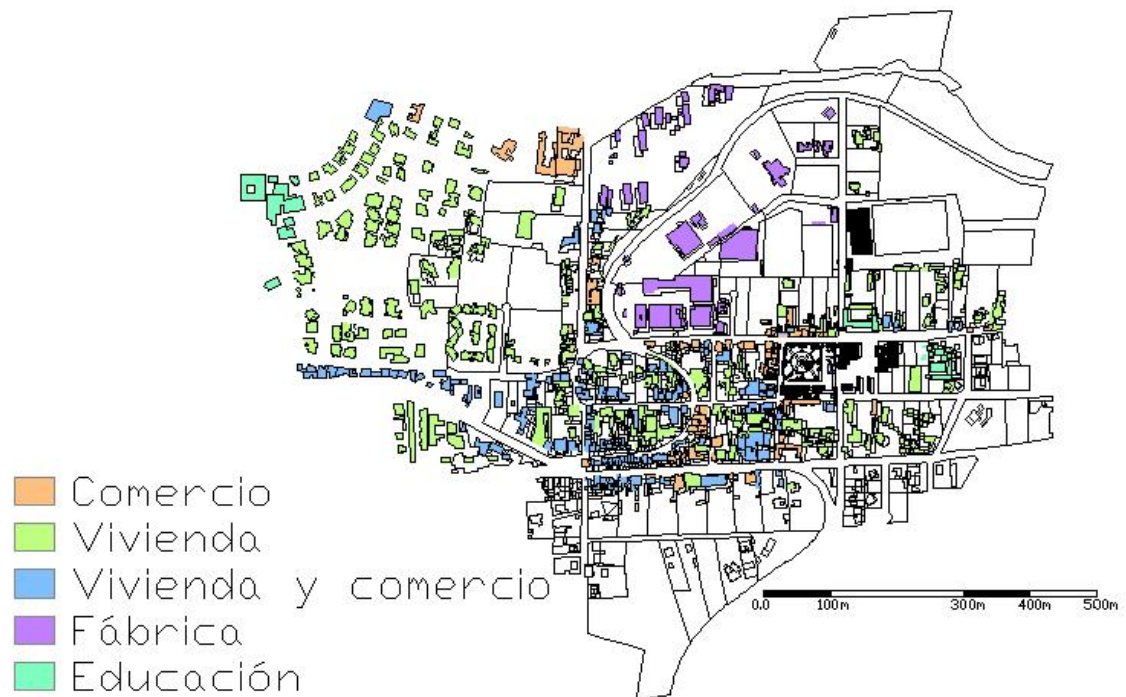 Comercio
Vivienda
Vivienda y comercio
Fábrica
Educación
0.0 100m 300m 400m 500m